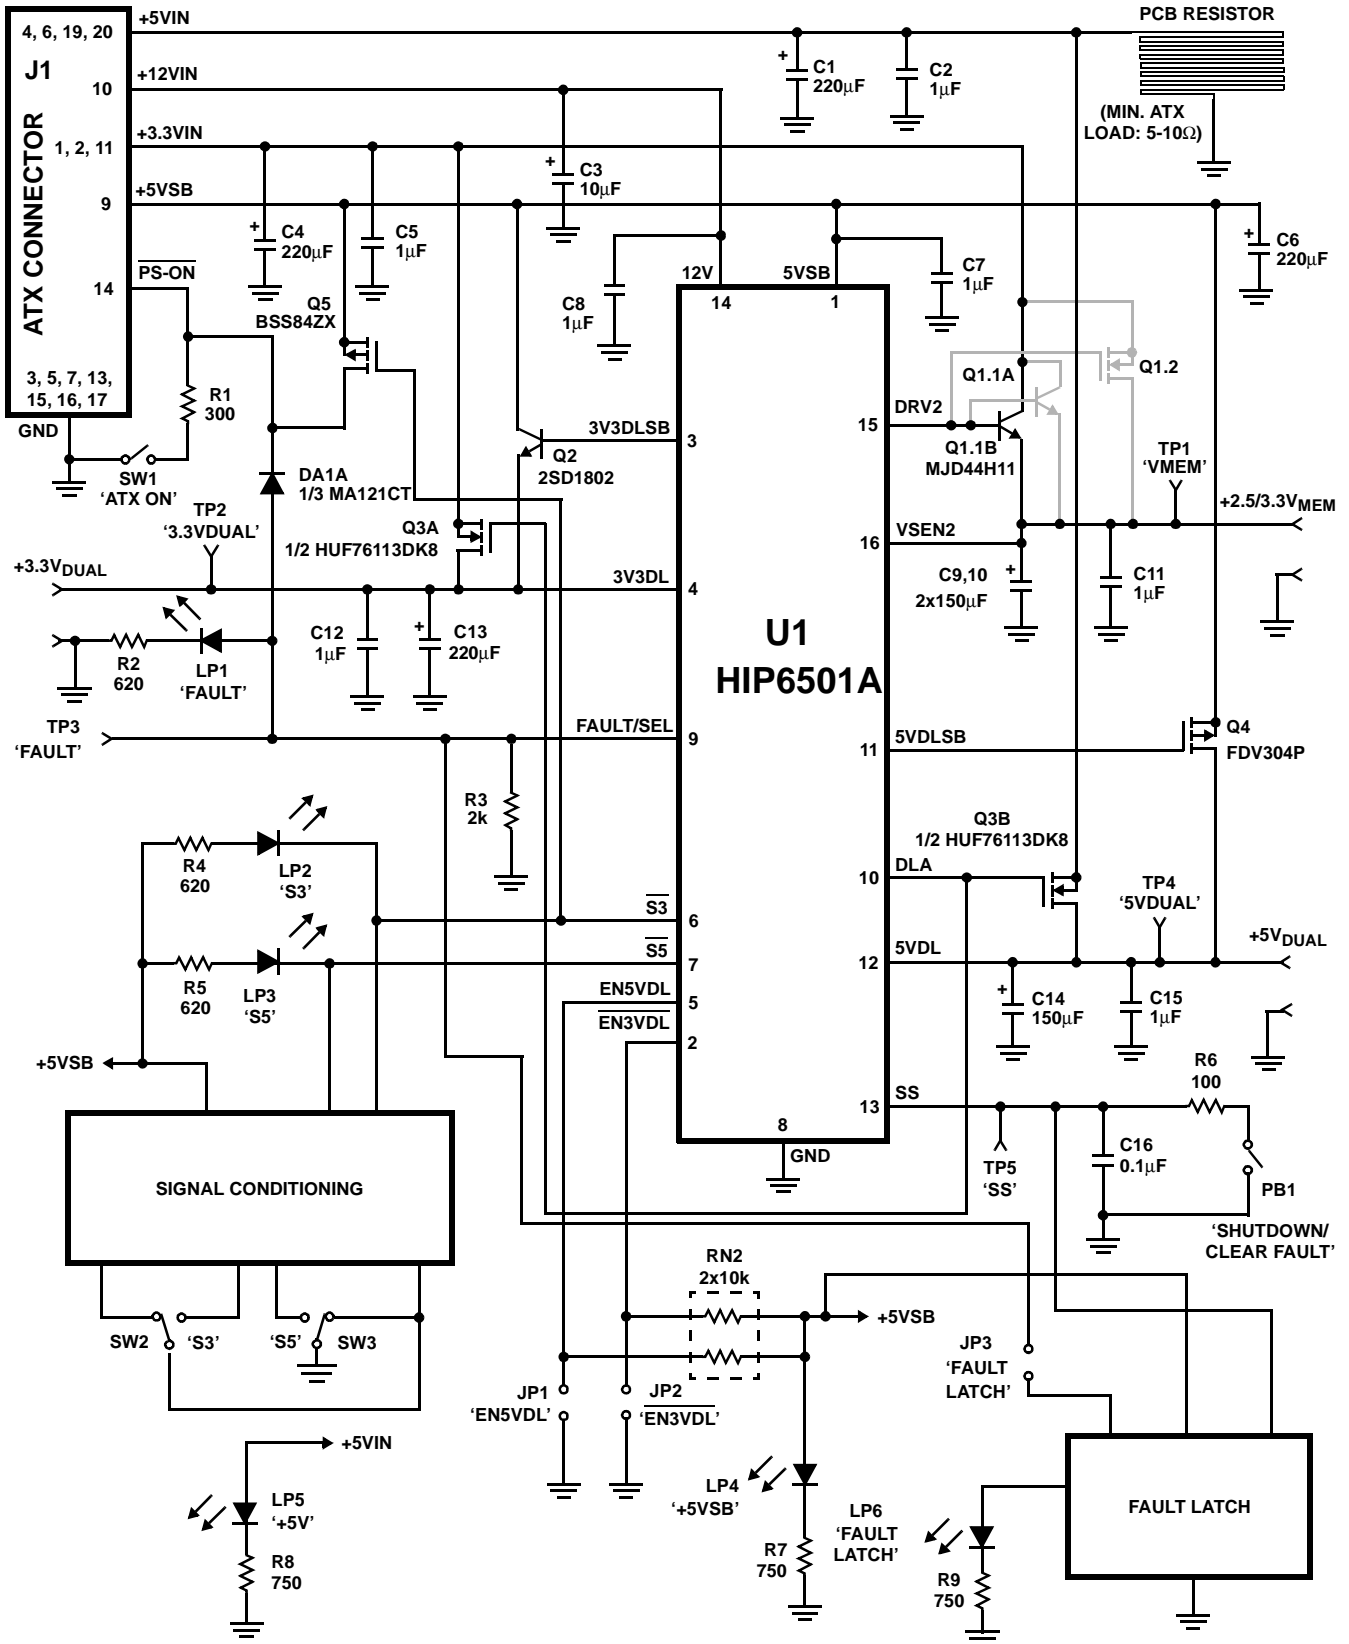 +5VIN
4, 6, 19, 20
J1
ATX CONNECTOR
+12VIN
10
+3.3VIN
1, 2, 11
+5VSB
9
PS-ON
14
3, 5, 7, 13,
15, 16, 17
GND
PCB RESISTOR
(MIN. ATX
LOAD: 5-10Ω)
+
C1
220µF
C2
1µF
+
C3
10µF
+
C4
220µF
C5
1µF
+
C6
220µF
C7
1µF
C8
1µF
12V
14
5VSB
1
Q5
BSS84ZX
R1
300
SW1
'ATX ON'
DA1A
1/3 MA121CT
3V3DLSB
3
Q2
2SD1802
Q1.1A
Q1.2
DRV2
15
Q1.1B
MJD44H11
TP1
'VMEM'
+2.5/3.3VMEM
VSEN2
16
C9,10
2x150µF
+
C11
1µF
TP2
'3.3VDUAL'
Q3A
1/2 HUF76113DK8
+3.3VDUAL
3V3DL
4
C12
1µF
+
C13
220µF
R2
620
LP1
'FAULT'
U1
HIP6501A
TP3
'FAULT'
FAULT/SEL
9
R3
2k
5VDLSB
11
Q4
FDV304P
Q3B
1/2 HUF76113DK8
DLA
10
TP4
'5VDUAL'
+5VDUAL
5VDL
12
+
C14
150µF
C15
1µF
R4
620
LP2
'S3'
S3
6
R5
620
LP3
'S5'
S5
7
EN5VDL
5
EN3VDL
2
+5VSB
SS
13
R6
100
TP5
'SS'
C16
0.1µF
PB1
'SHUTDOWN/
CLEAR FAULT'
8
GND
SIGNAL CONDITIONING
SW2
'S3'
'S5'
SW3
RN2
2x10k
+5VSB
JP1
'EN5VDL'
JP2
'EN3VDL'
JP3
'FAULT
LATCH'
+5VIN
LP5
'+5V'
R8
750
LP4
'+5VSB'
R7
750
LP6
'FAULT
LATCH'
R9
750
FAULT LATCH